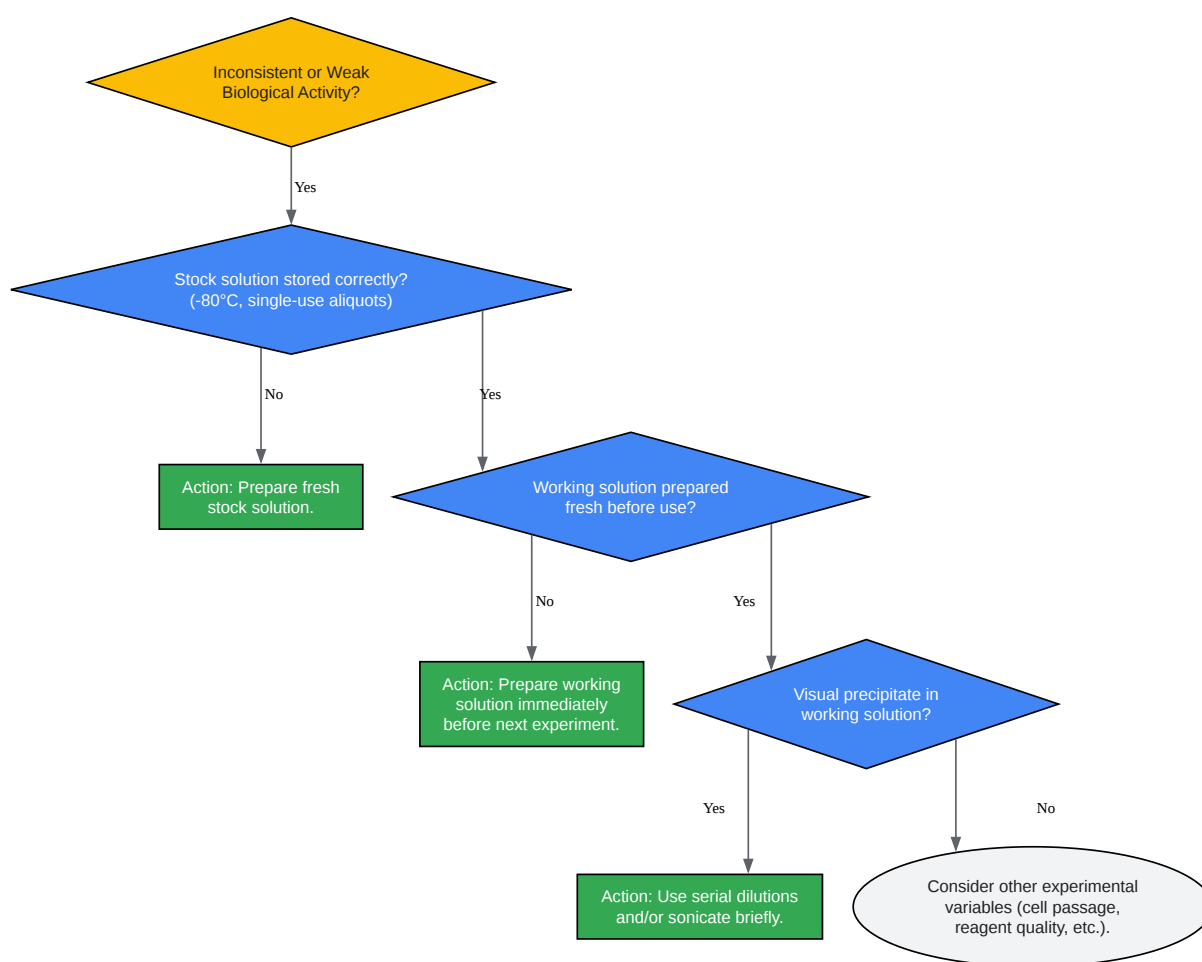 Inconsistent or Weak
Biological Activity?
Yes
Stock solution stored correctly?
(-80°C, single-use aliquots)
No
Yes
Action: Prepare fresh
stock solution.
Working solution prepared
fresh before use?
No
Yes
Action: Prepare working
solution immediately
before next experiment.
Visual precipitate in
working solution?
Yes
No
Action: Use serial dilutions
and/or sonicate briefly.
Consider other experimental
variables (cell passage,
reagent quality, etc.).